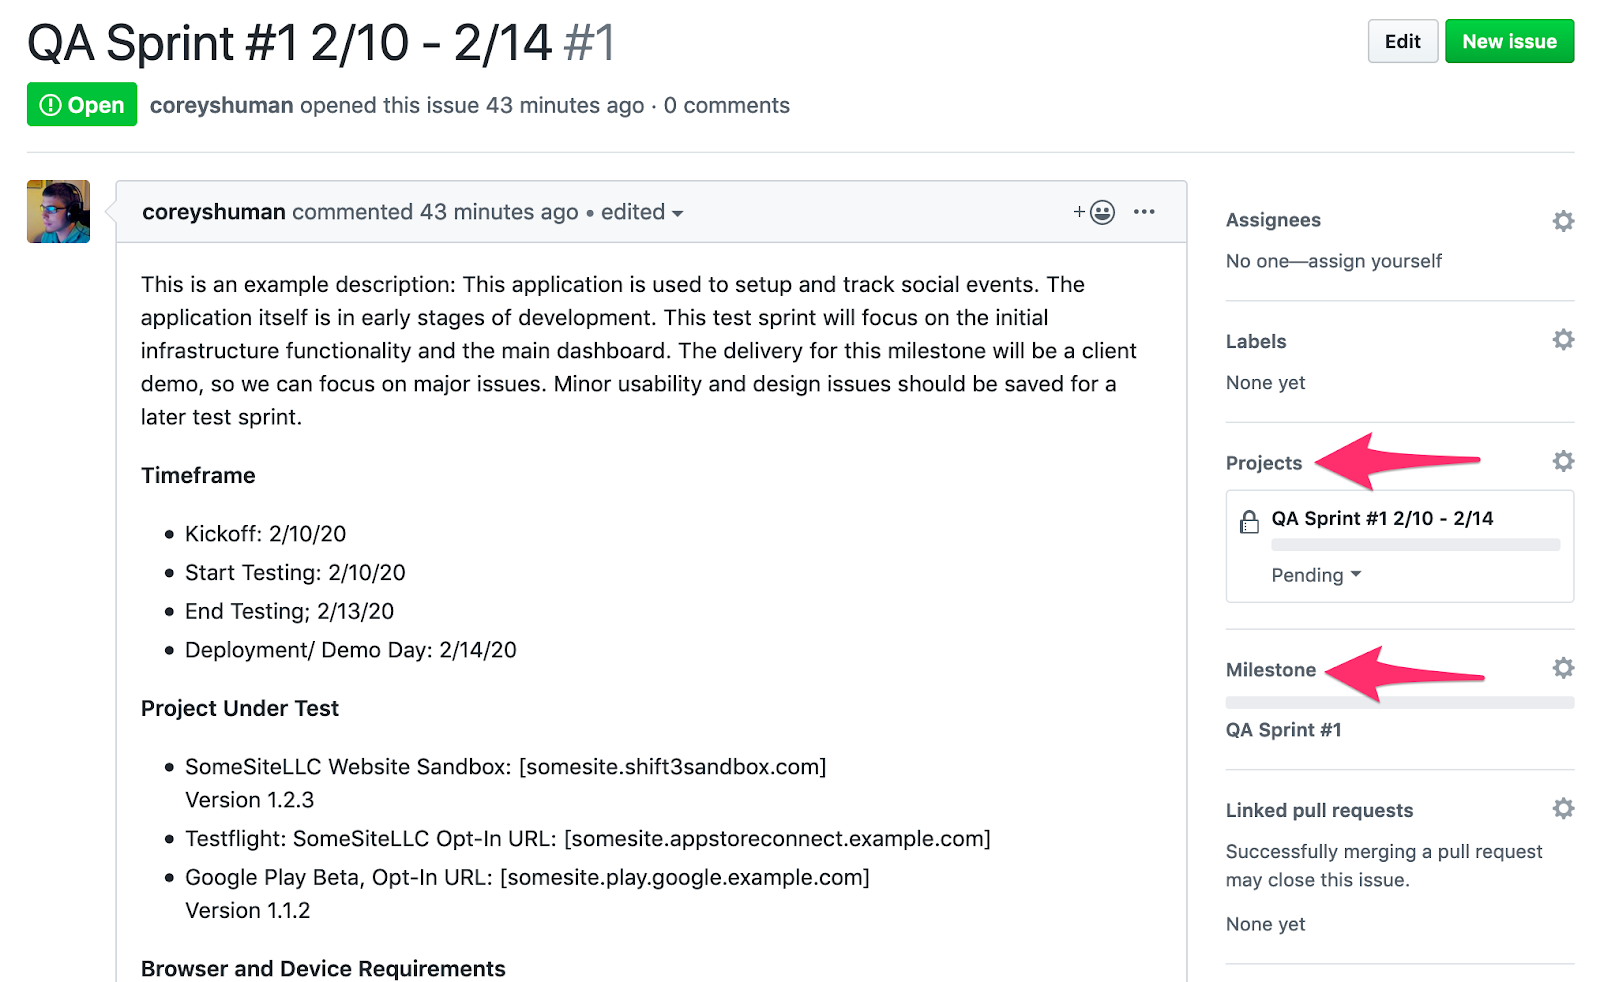 QA Sprint #1 2/10 - 2/14 #1
Edit
New issue
Open
coreyshuman opened this issue 43 minutes ago · 0 comments
coreyshuman commented 43 minutes ago • edited
This is an example description: This application is used to setup and track social events. The
application itself is in early stages of development. This test sprint will focus on the initial
infrastructure functionality and the main dashboard. The delivery for this milestone will be a client
demo, so we can focus on major issues. Minor usability and design issues should be saved for a
later test sprint.
Timeframe
• Kickoff: 2/10/20
• Start Testing: 2/10/20
• End Testing; 2/13/20
• Deployment/ Demo Day: 2/14/20
Project Under Test
• SomeSiteLLC Website Sandbox: [somesite.shift3sandbox.com]
Version 1.2.3
• Testflight: SomeSiteLLC Opt-In URL: [somesite.appstoreconnect.example.com]
• Google Play Beta, Opt-In URL: [somesite.play.google.example.com]
Version 1.1.2
Browser and Device Requirements
Assignees
No one—assign yourself
Labels
None yet
Projects
QA Sprint #1 2/10 - 2/14
Pending
Milestone
QA Sprint #1
Linked pull requests
Successfully merging a pull request
may close this issue.
None yet